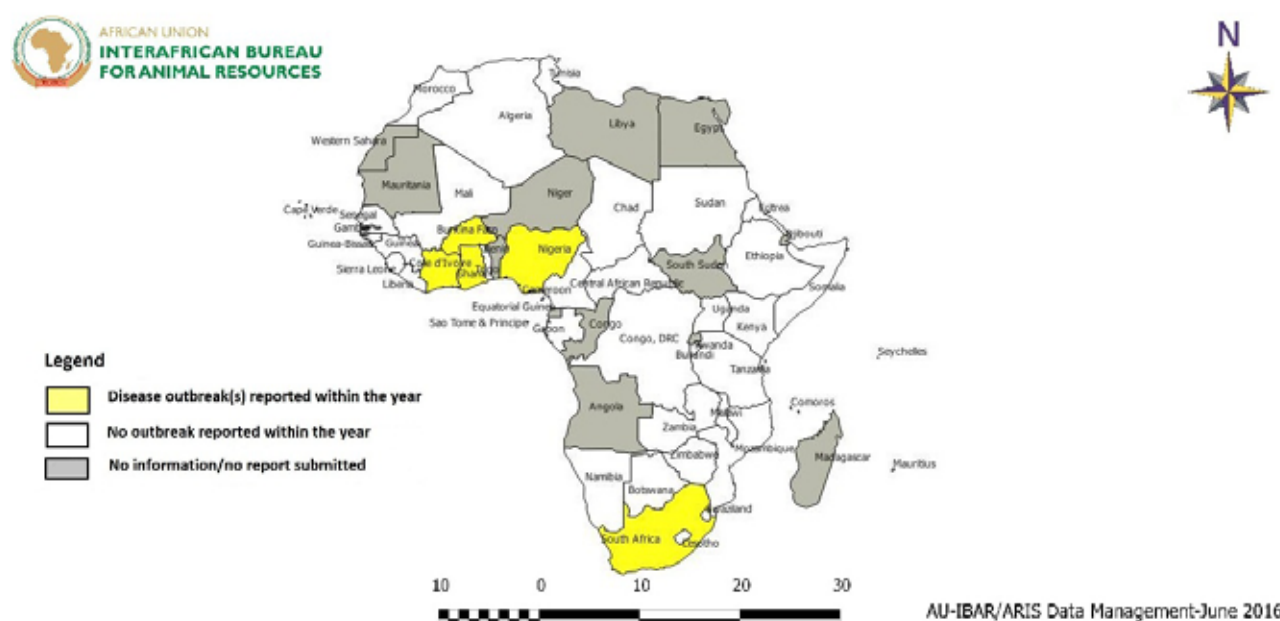 AFRICAN UNION
INTERAFRICAN BUREAU
FOR ANIMAL RESOURCES
N
Tunisia
Morocco
Algeria
Libya
Egypt
Western Sahara
Mauritania
Mali
Niger
Chad
Sudan
Eritrea
Cape Verde
Senegal
Gambia
Guinea-Bissau
Guinea
Burkina Faso
Benin
Nigeria
Djibouti
Ethiopia
Sierra Leone
Cote d'Ivoire
Ghana
Togo
South Sudan
Liberia
Cameroon
Central African Republic
Somalia
Equatorial Guinea
Uganda
Sao Tome & Principe
Gabon
Congo
Kenya
Congo, DRC
Rwanda
Burundi
Seychelles
Tanzania
Angola
Comoros
Malawi
Zambia
Mozambique
Zimbabwe
Madagascar
Mauritius
Namibia
Botswana
Swaziland
South Africa
Lesotho
Legend
Disease outbreak(s) reported within the year
No outbreak reported within the year
No information/no report submitted
10 0 10 20 30
AU-IBAR/ARIS Data Management-June 2016